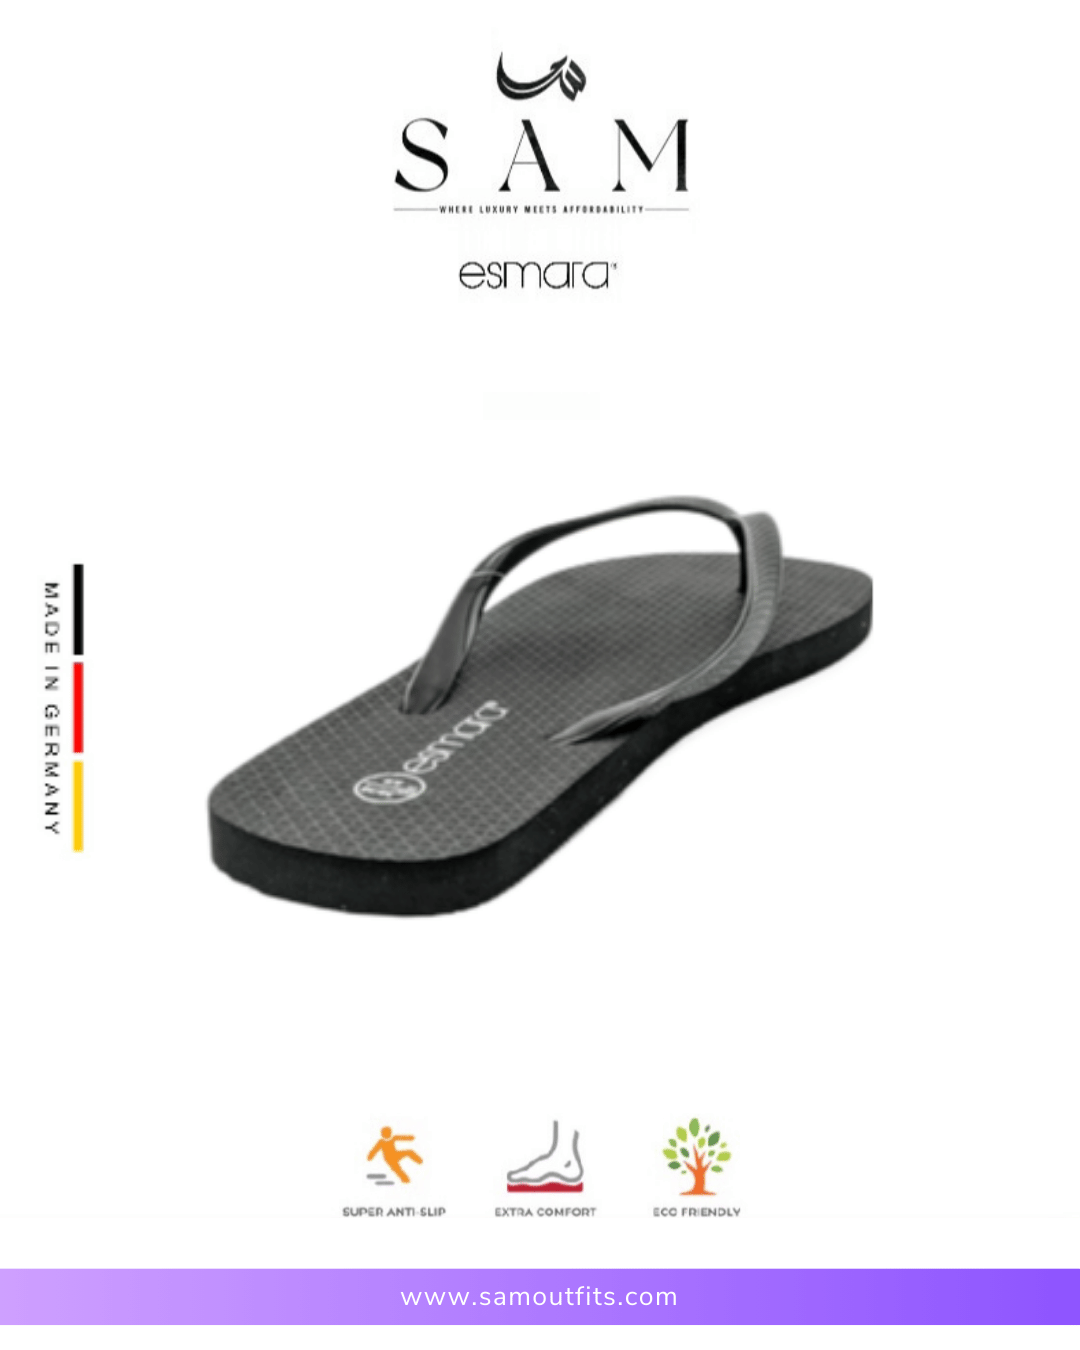 SAM
WHERE LUXURY MEETS AFFORDABILITY
esmara
MADE IN GERMANY
esmara
SUPER ANTI-SLIP
EXTRA COMFORT
ECO FRIENDLY
www.samoutfits.com